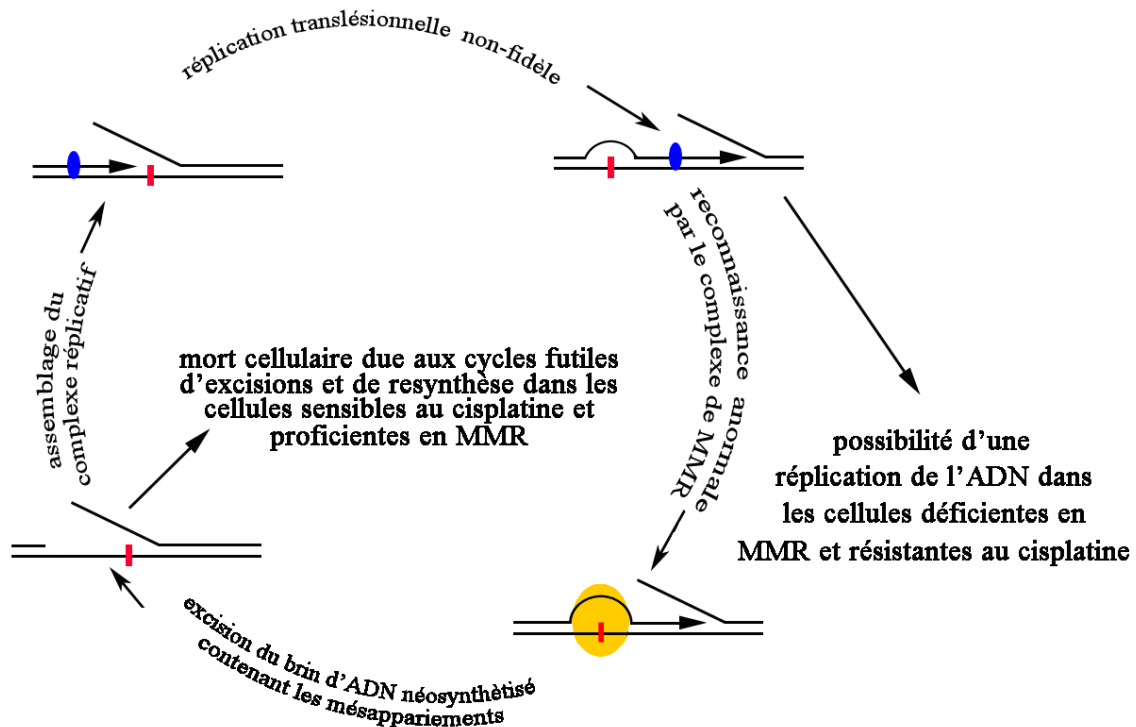 réplication translésionnelle non-fidèle
reconnaissance anormale
par le complexe de MMR
assemblage du
complexe réplicatif
mort cellulaire due aux cycles futiles
d’excisions et de resynthèse dans les
cellules sensibles au cisplatine et
proficientes en MMR
possibilité d’une
réplication de l’ADN dans
les cellules déficientes en
MMR et résistantes au cisplatine
excision du brin d’ADN néosynthètisé
contenant les mésappariements